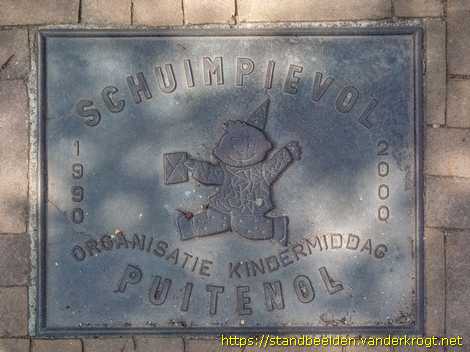 SCHUIMPIEVOL
1990
2000
ORGANISATIE KINDERMIDDAG
PUITENOL
https://standbeelden.vanderkrogt.net